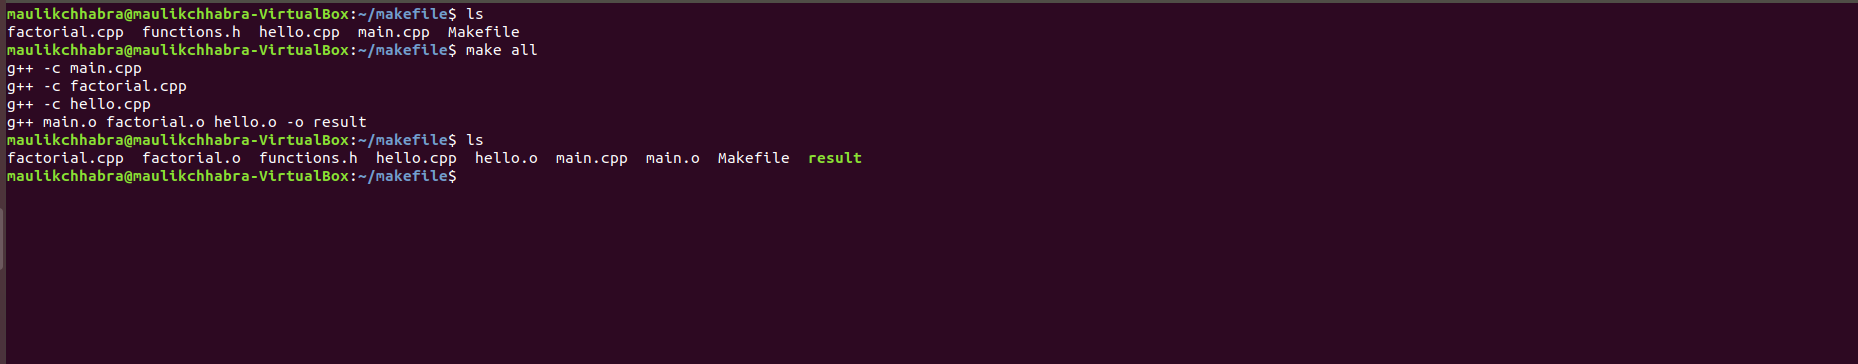 maulikchhabra@maulikchhabra-VirtualBox:~/makefile$ ls
factorial.cpp  functions.h  hello.cpp  main.cpp  Makefile
maulikchhabra@maulikchhabra-VirtualBox:~/makefile$ make all
g++ -c main.cpp
g++ -c factorial.cpp
g++ -c hello.cpp
g++ main.o factorial.o hello.o -o result
maulikchhabra@maulikchhabra-VirtualBox:~/makefile$ ls
factorial.cpp  factorial.o  functions.h  hello.cpp  hello.o  main.cpp  main.o  Makefile  result
maulikchhabra@maulikchhabra-VirtualBox:~/makefile$